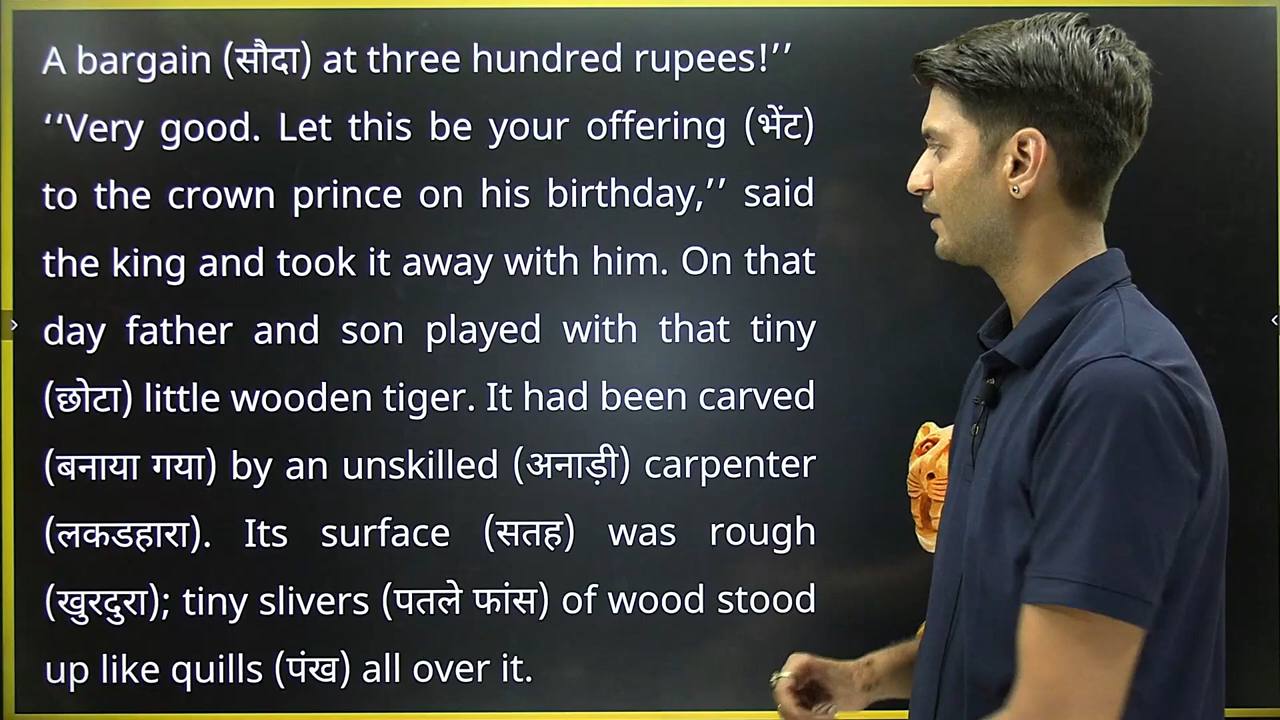 A bargain (सौदा) at three hundred rupees!’’
‘‘Very good. Let this be your offering (भेंट)
to the crown prince on his birthday,’’ said
the king and took it away with him. On that
day father and son played with that tiny
(छोटा) little wooden tiger. It had been carved
(बनाया गया) by an unskilled (अनाड़ी) carpenter
(लकडहारा). Its surface (सतह) was rough
(खुरदुरा); tiny slivers (पतले फांस) of wood stood
up like quills (पंख) all over it.